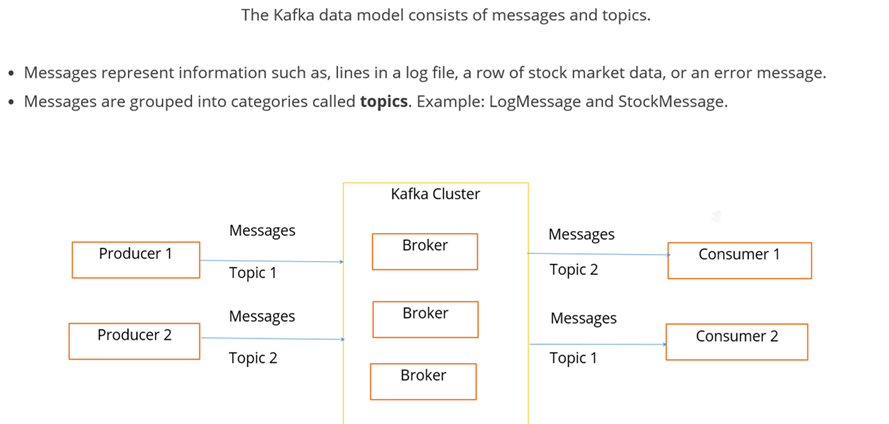 The Kafka data model consists of messages and topics.
• Messages represent information such as, lines in a log file, a row of stock market data, or an error message.
• Messages are grouped into categories called topics. Example: LogMessage and StockMessage.
Kafka Cluster
Messages
Messages
Producer 1
Broker
Consumer 1
Topic 1
Topic 2
Messages
Broker
Messages
Producer 2
Consumer 2
Topic 2
Topic 1
Broker